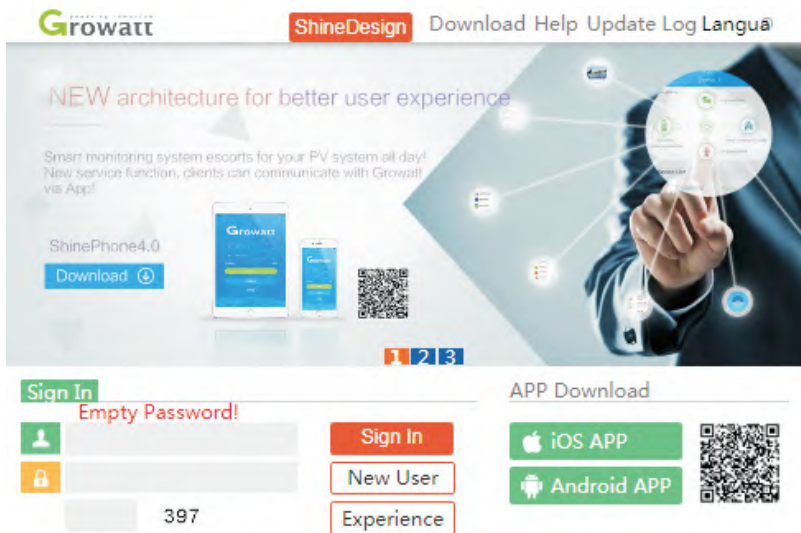 Growatt
ShineDesign Download Help Update Log Langua
NEW architecture for better user experience
Smart monitoring system escorts for your PV system all day!
New service function, clients can communicate with Growatt
via App!
ShinePhone4.0
Download
Growatt
1 2 3
Sign In
APP Download
Empty Password!
Sign In
iOS APP
New User
Android APP
397
Experience